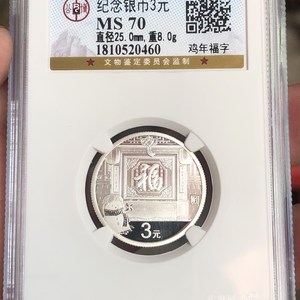 纪念银币3元
MS 70
直径25.0mm,重8.0g
1810520460
鸡年福字
★文物鉴定委员会监制★
福
3元